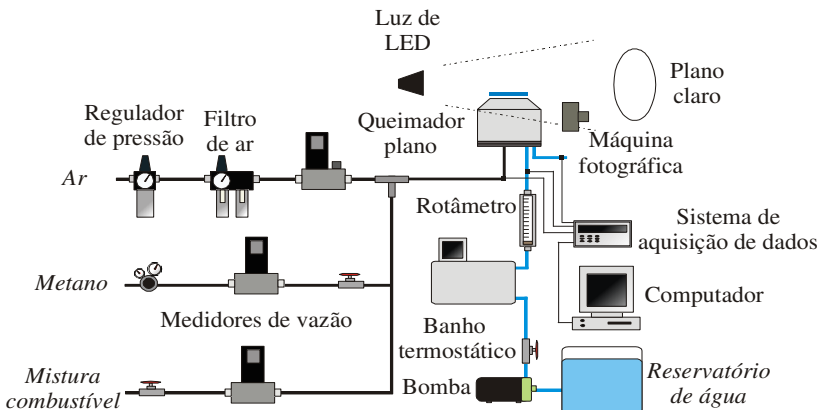 Luz de
LED
Plano
claro
Regulador
de pressão
Filtro
de ar
Queimador
plano
Máquina
fotográfica
Ar
Rotâmetro
Sistema de
aquisição de dados
Metano
Medidores de vazão
Computador
Banho
termostático
Mistura
combustível
Bomba
Reservatório
de água